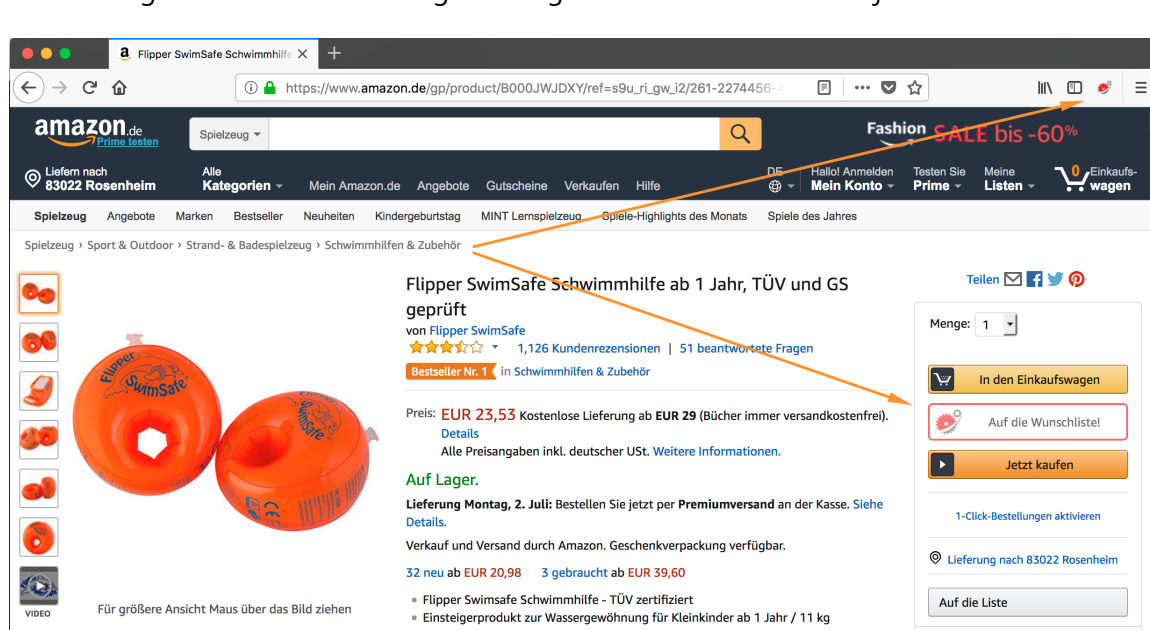 Flipper SwimSafe Schwimmhilfe
https://www.amazon.de/gp/product/B000JWJDXY/ref=s9u_ri_gw_i2/261-2274456-4
amazon.de
Prime testen
Spielzeug
Fashion SALE bis -60%
Liefern nach
83022 Rosenheim
Alle
Kategorien
Mein Amazon.de Angebote Gutscheine Verkaufen Hilfe
DE
Hallo! Anmelden
Mein Konto
Testen Sie
Prime
Meine
Listen
0
Einkaufs-
wagen
Spielzeug Angebote Marken Bestseller Neuheiten Kindergeburtstag MINT Lernspielzeug Spiele-Highlights des Monats Spiele des Jahres
Spielzeug › Sport & Outdoor › Strand- & Badespielzeug › Schwimmhilfen & Zubehör
Flipper SwimSafe Schwimmhilfe ab 1 Jahr, TÜV und GS
geprüft
von Flipper SwimSafe
1,126 Kundenrezensionen | 51 beantwortete Fragen
Bestseller Nr. 1 in Schwimmhilfen & Zubehör
Preis: EUR 23,53 Kostenlose Lieferung ab EUR 29 (Bücher immer versandkostenfrei).
Details
Alle Preisangaben inkl. deutscher USt. Weitere Informationen.
Auf Lager.
Lieferung Montag, 2. Juli: Bestellen Sie jetzt per Premiumversand an der Kasse. Siehe
Details.
Verkauf und Versand durch Amazon. Geschenkverpackung verfügbar.
32 neu ab EUR 20,98 3 gebraucht ab EUR 39,60
• Flipper Swimsafe Schwimmhilfe - TÜV zertifiziert
• Einsteigerprodukt zur Wassergewöhnung für Kleinkinder ab 1 Jahr / 11 kg
Flipper
SwimSafe
SwimSafe
CE
VIDEO
Für größere Ansicht Maus über das Bild ziehen
Teilen
Menge: 1
In den Einkaufswagen
Auf die Wunschliste!
Jetzt kaufen
1-Click-Bestellungen aktivieren
Lieferung nach 83022 Rosenheim
Auf die Liste